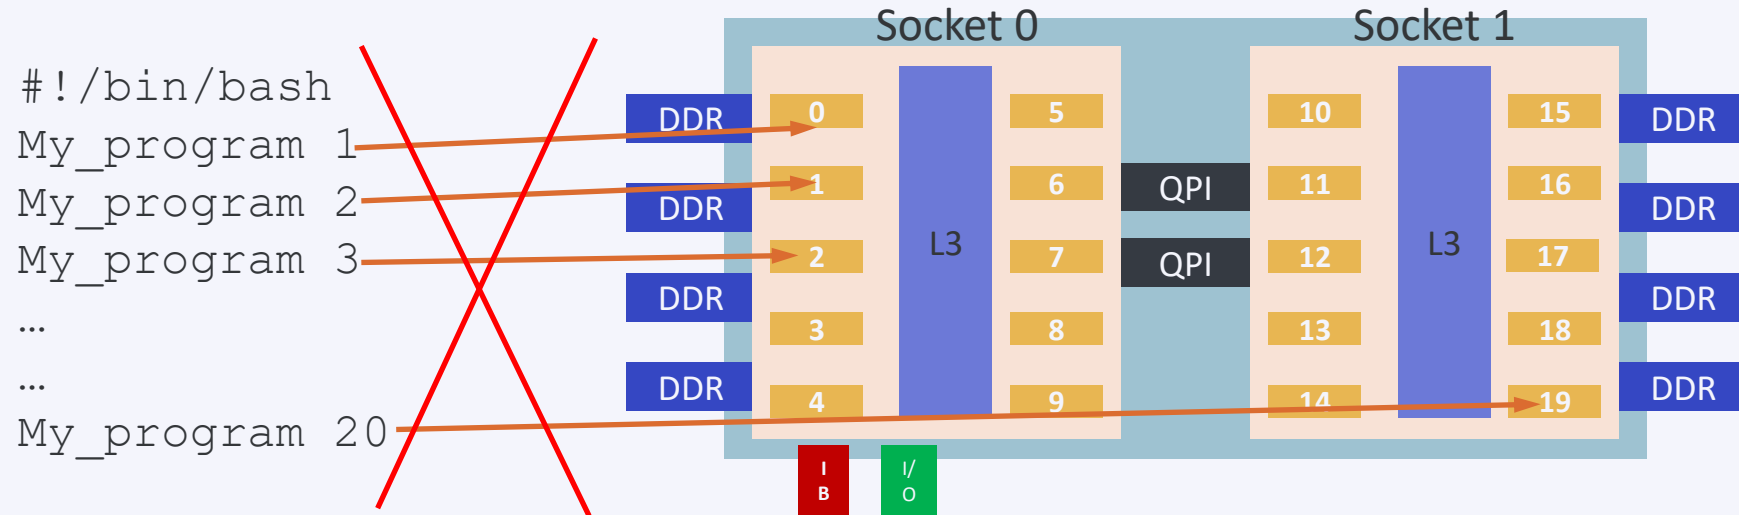 #!/bin/bash
My_program 1
My_program 2
My_program 3
…
…
My_program 20
Socket 0
Socket 1
DDR
DDR
DDR
DDR
0
1
2
3
4
L3
5
6
7
8
9
QPI
QPI
10
11
12
13
14
L3
15
16
17
18
19
DDR
DDR
DDR
DDR
I
B
I/
O